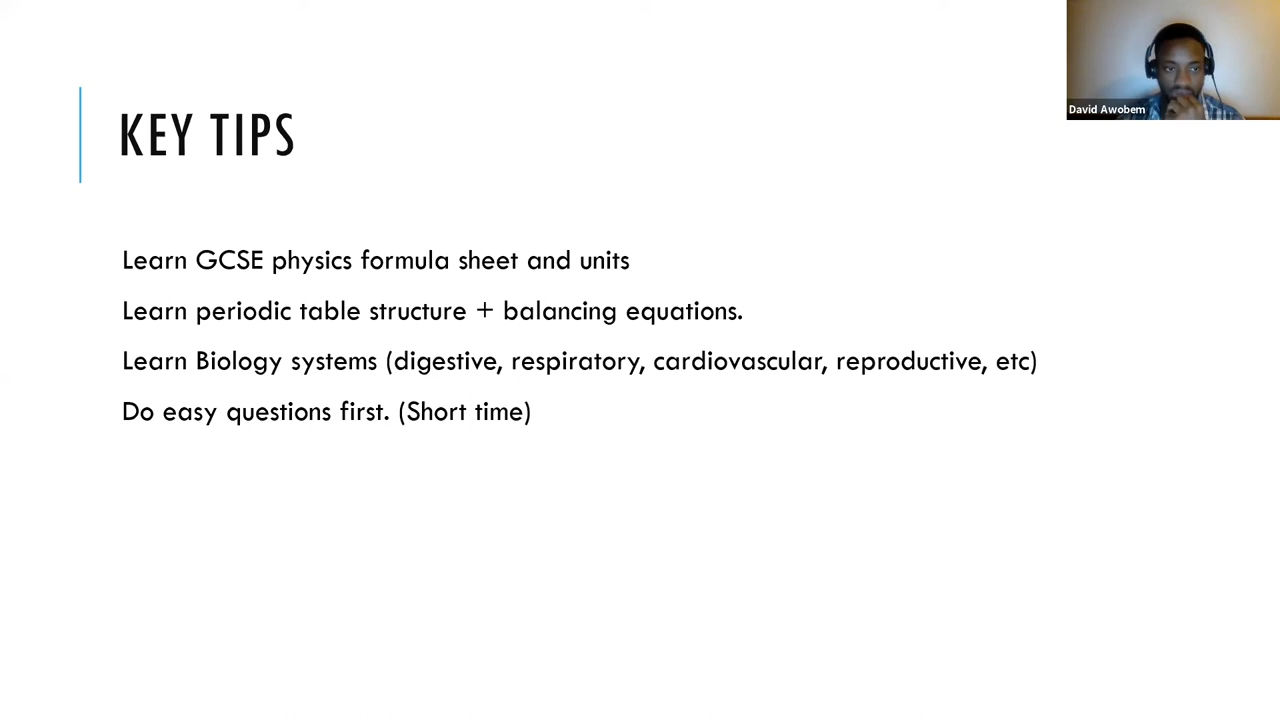 David Awobem
KEY TIPS
Learn GCSE physics formula sheet and units
Learn periodic table structure + balancing equations.
Learn Biology systems (digestive, respiratory, cardiovascular, reproductive, etc)
Do easy questions first. (Short time)